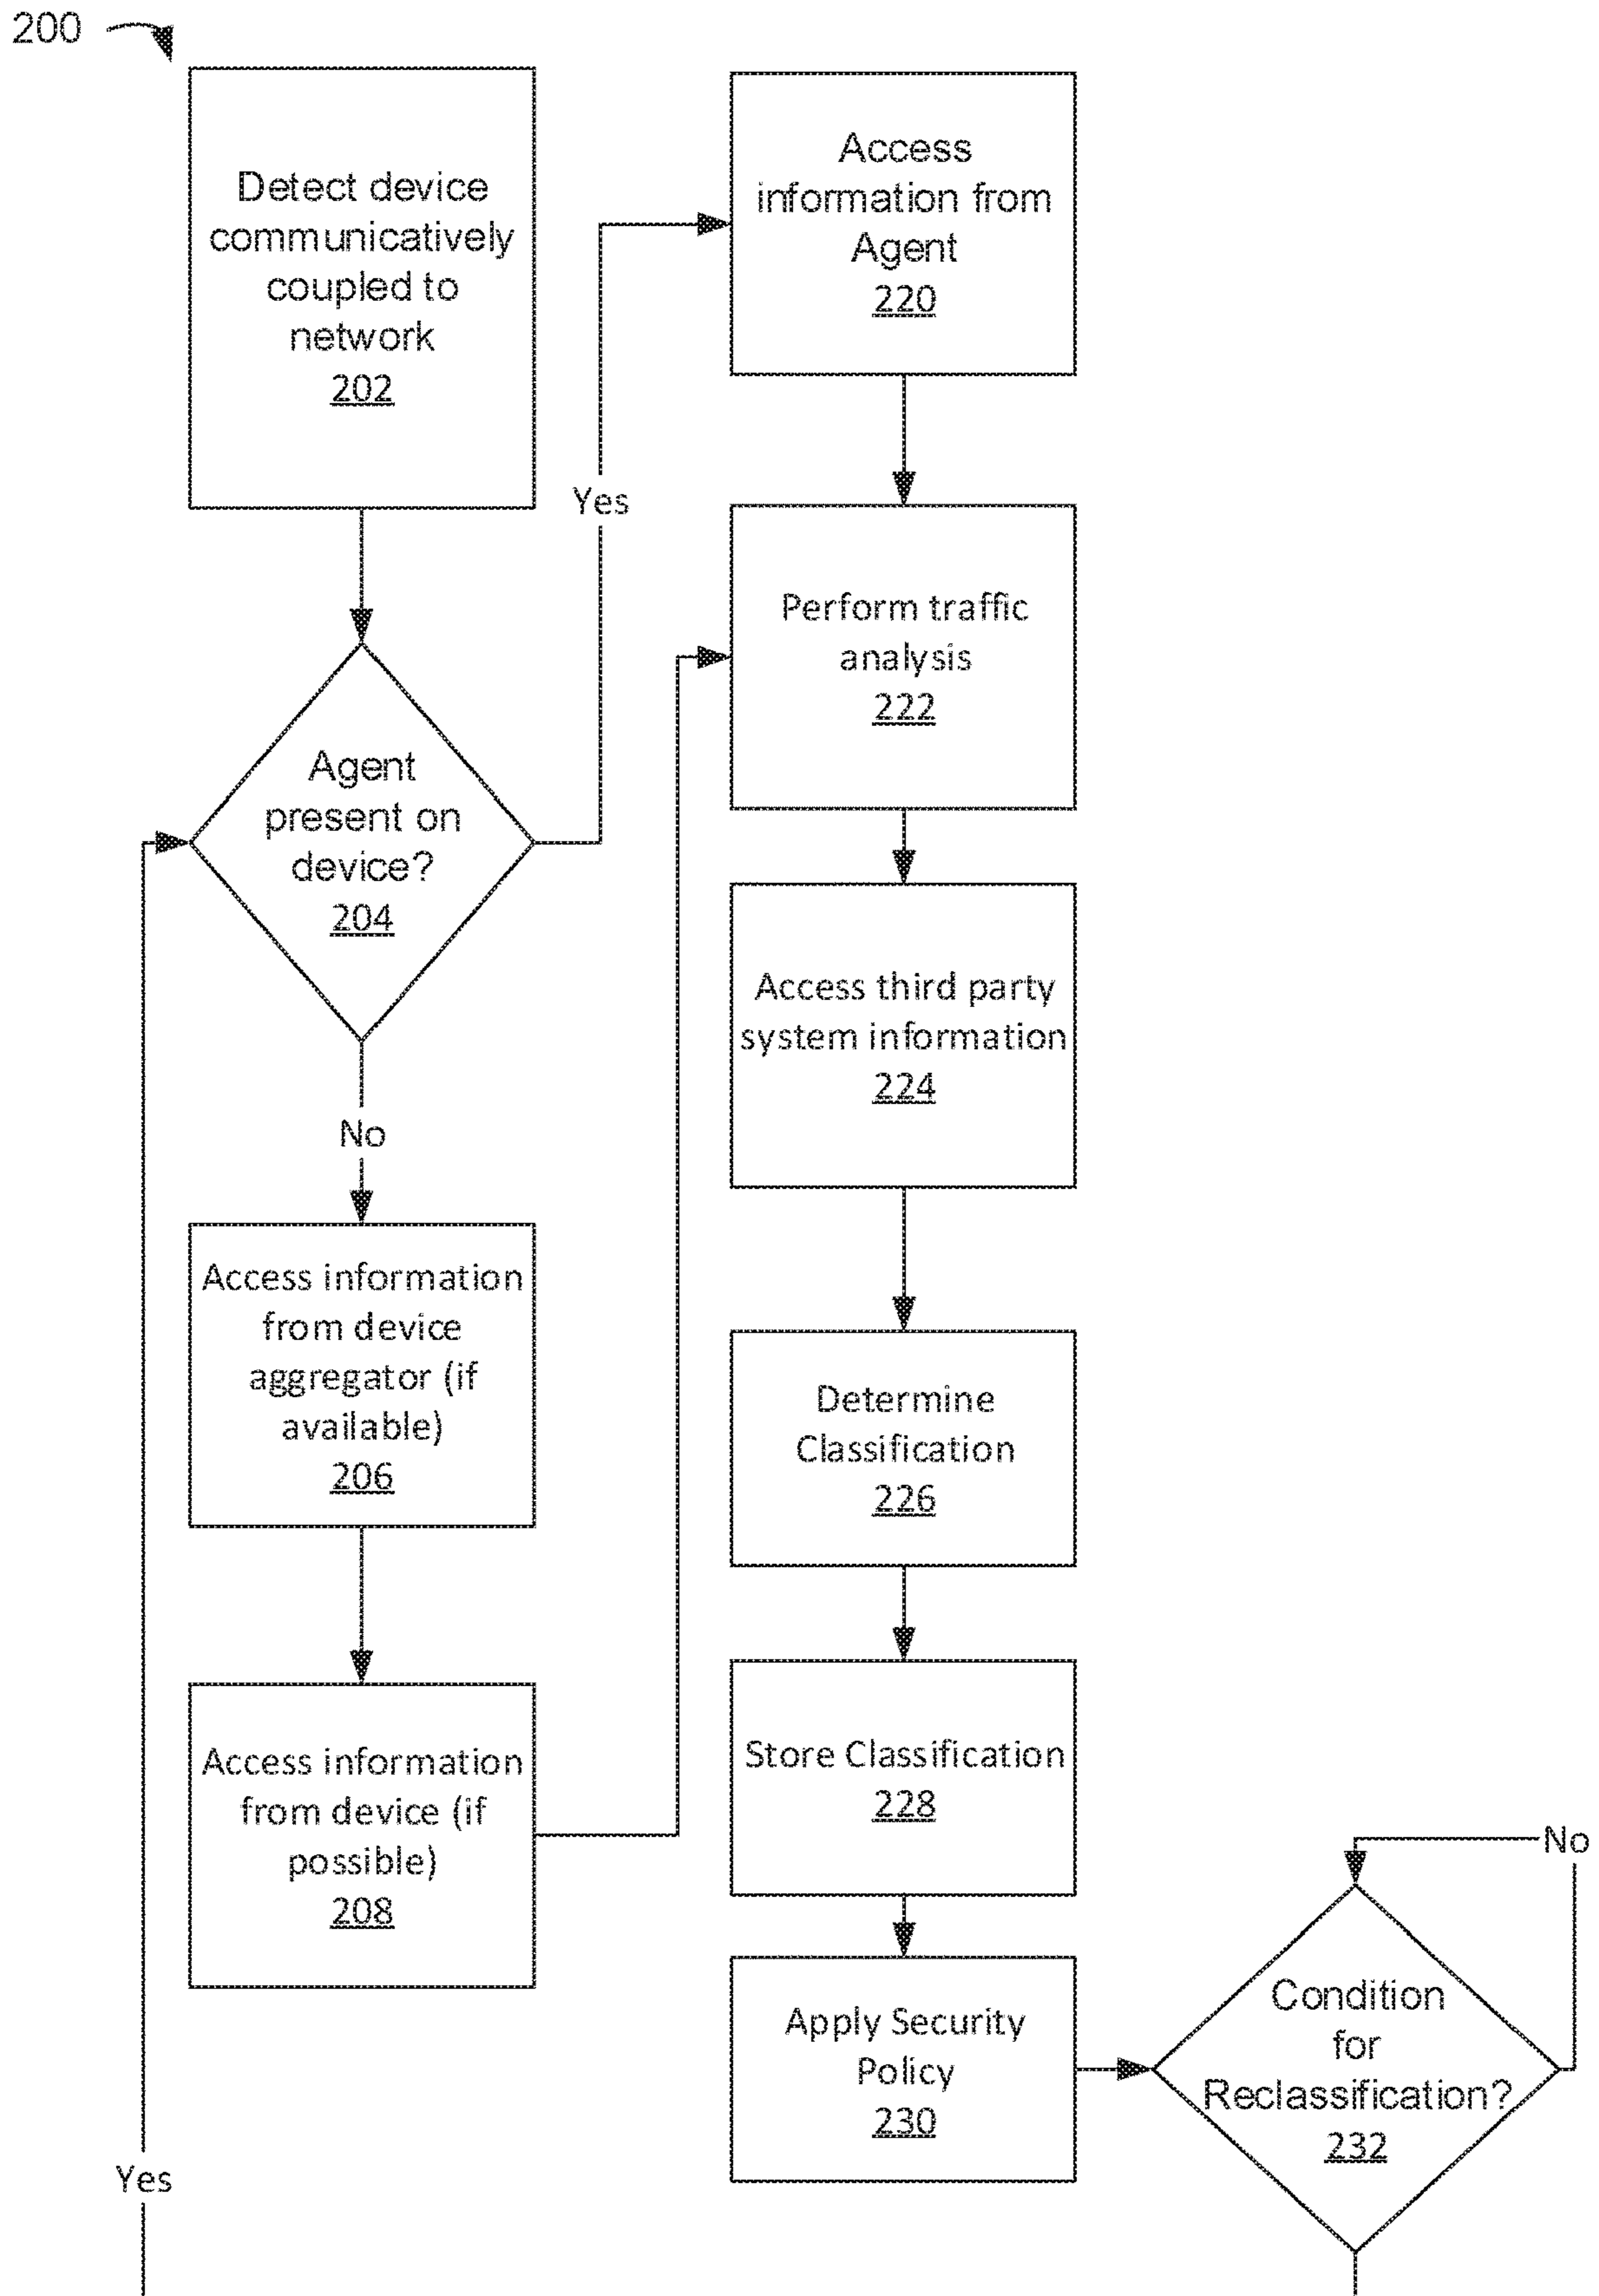 200
Detect device
communicatively
coupled to
network
202
Agent
present on
device?
204
No
Access information
from device
aggregator (if
available)
206
Access information
from device (if
possible)
208
Yes
Yes
Access
information from
Agent
220
Perform traffic
analysis
222
Access third party
system information
224
Determine
Classification
226
Store Classification
228
Apply Security
Policy
230
No
Condition
for
Reclassification?
232